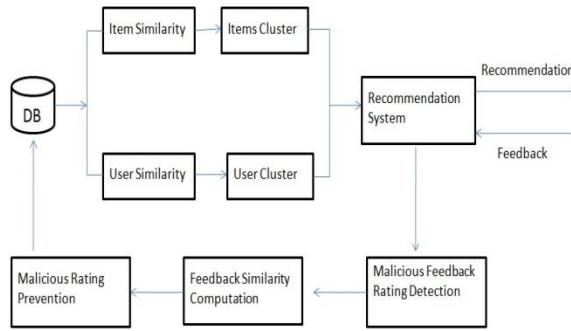 Item Similarity
Items Cluster
Recommendation
Recommendation
System
DB
Feedback
User Similarity
User Cluster
Malicious Rating
Prevention
Feedback Similarity
Computation
Malicious Feedback
Rating Detection